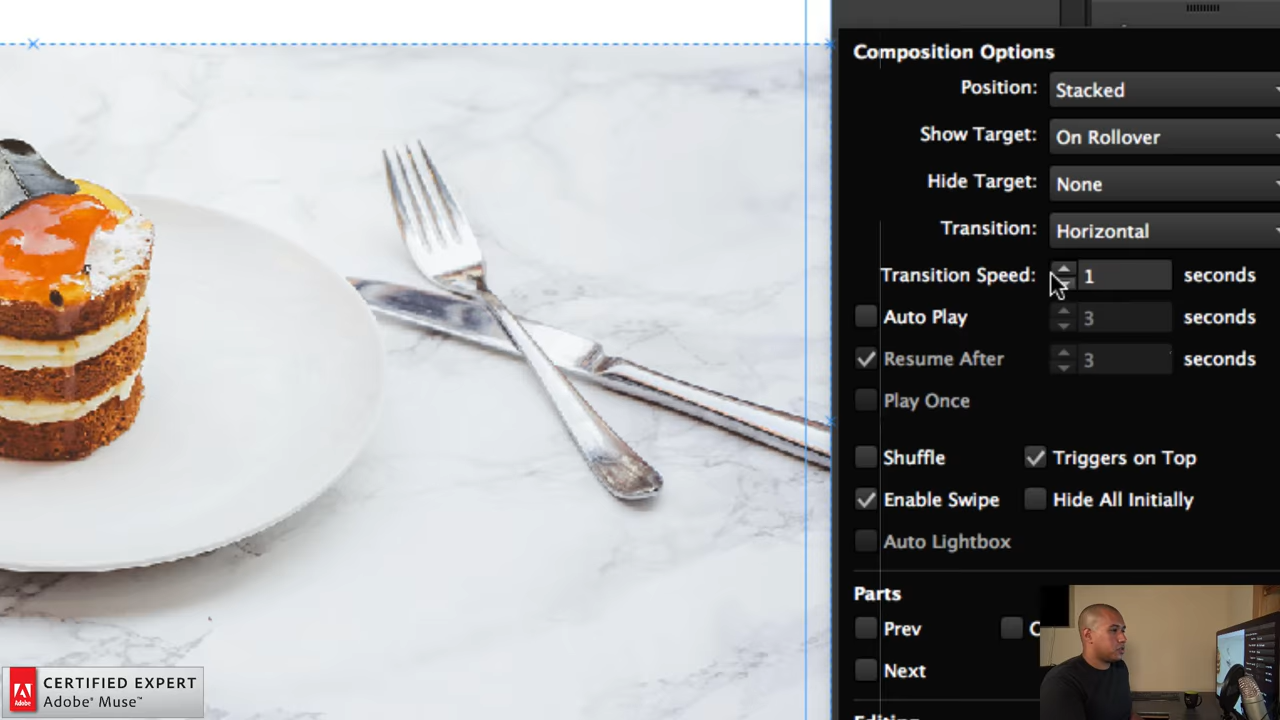 Composition Options
Position: Stacked
Show Target: On Rollover
Hide Target: None
Transition: Horizontal
Transition Speed: 1 seconds
Auto Play 3 seconds
Resume After 3 seconds
Play Once
Shuffle Triggers on Top
Enable Swipe Hide All Initially
Auto Lightbox
Parts
Prev
Next
CERTIFIED EXPERT
Adobe® Muse™
Adobe